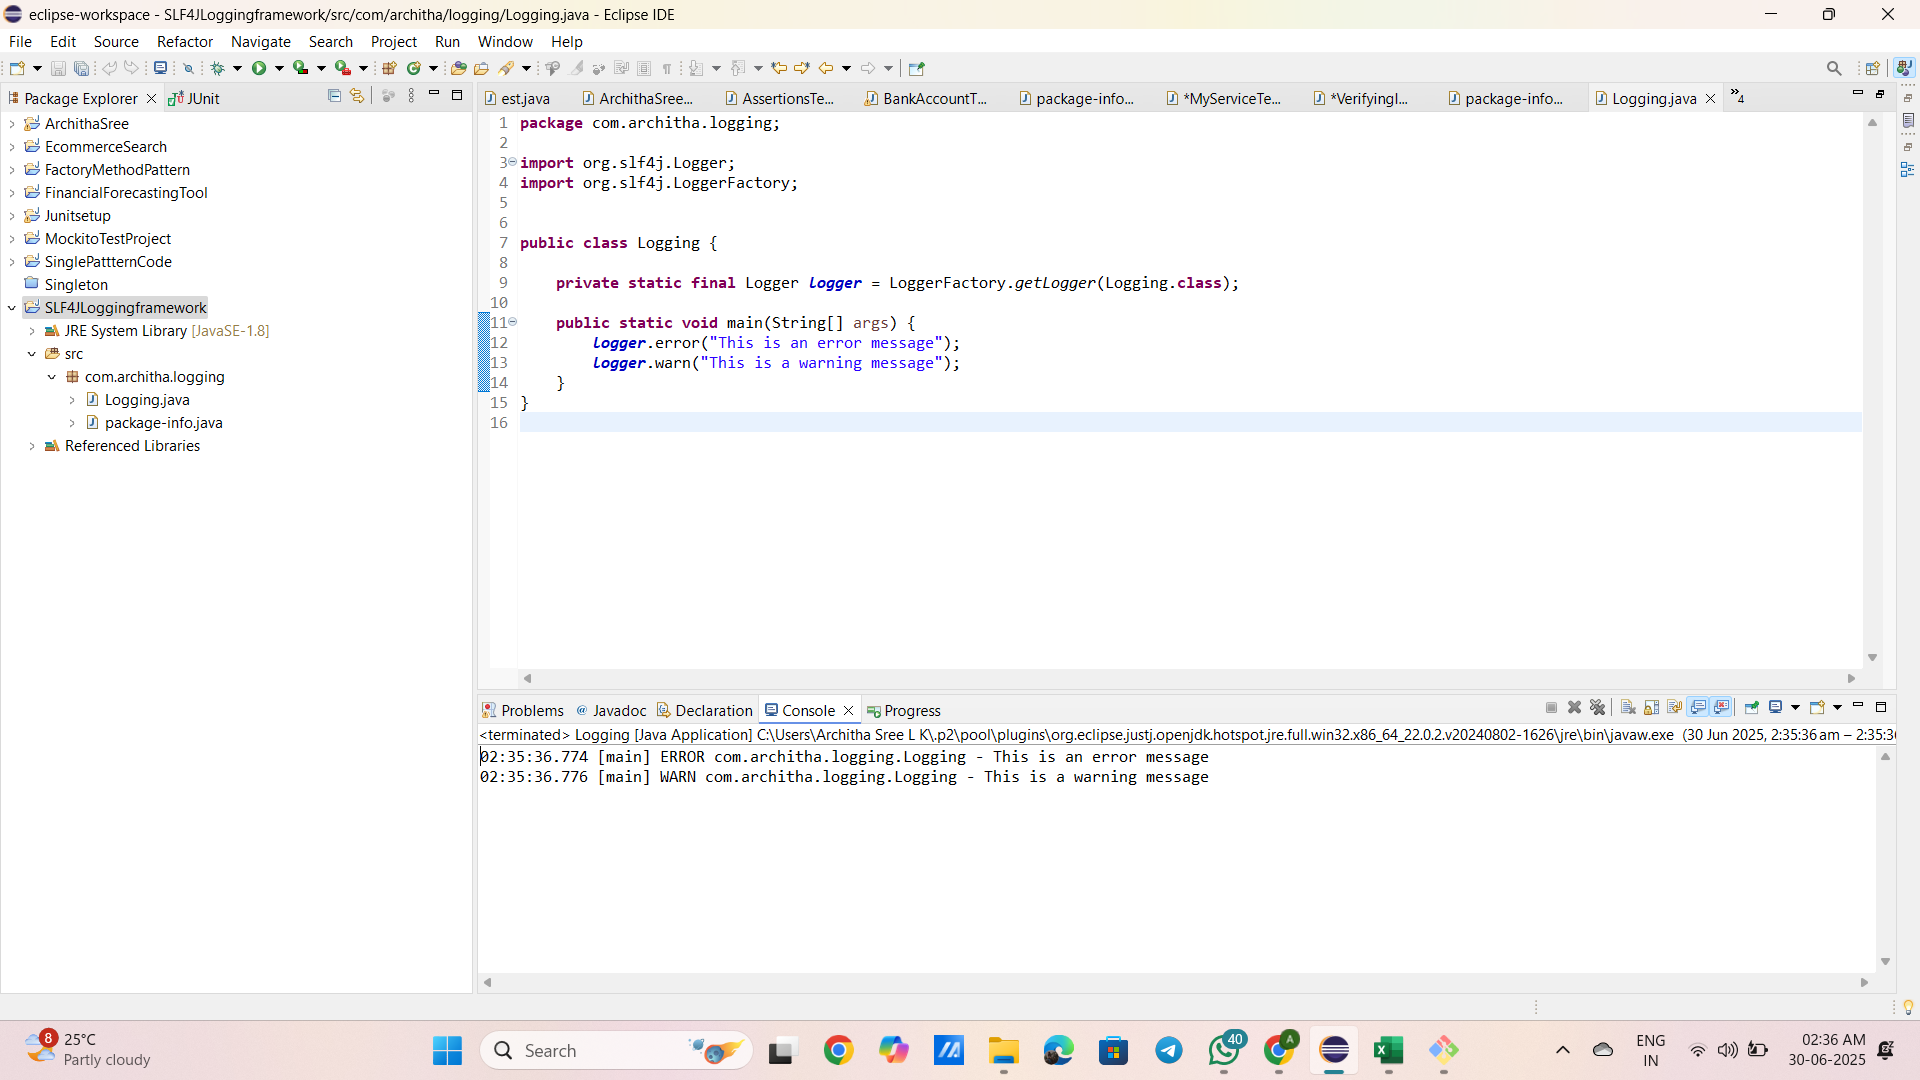 eclipse-workspace - SLF4JLoggingframework/src/com/architha/logging/Logging.java - Eclipse IDE
File Edit Source Refactor Navigate Search Project Run Window Help
Package Explorer JUnit
est.java ArchithaSree... AssertionsTe... BankAccountT... package-info... *MyServiceTe... *VerifyingI... package-info... Logging.java »4
ArchithaSree
EcommerceSearch
FactoryMethodPattern
FinancialForecastingTool
Junitsetup
MockitoTestProject
SinglePattternCode
Singleton
SLF4JLoggingframework
JRE System Library [JavaSE-1.8]
src
com.architha.logging
Logging.java
package-info.java
Referenced Libraries
1 package com.architha.logging;
2
3 import org.slf4j.Logger;
4 import org.slf4j.LoggerFactory;
5
6
7 public class Logging {
8
9 private static final Logger logger = LoggerFactory.getLogger(Logging.class);
10
11 public static void main(String[] args) {
12 logger.error("This is an error message");
13 logger.warn("This is a warning message");
14 }
15 }
16
Problems @ Javadoc Declaration Console Progress
<terminated> Logging [Java Application] C:\Users\Architha Sree L K\.p2\pool\plugins\org.eclipse.justj.openjdk.hotspot.jre.full.win32.x86_64_22.0.2.v20240802-1626\jre\bin\javaw.exe (30 Jun 2025, 2:35:36 am – 2:35:36
02:35:36.774 [main] ERROR com.architha.logging.Logging - This is an error message
02:35:36.776 [main] WARN com.architha.logging.Logging - This is a warning message
8
25°C
Partly cloudy
Search
40
A
ENG
IN
02:36 AM
30-06-2025